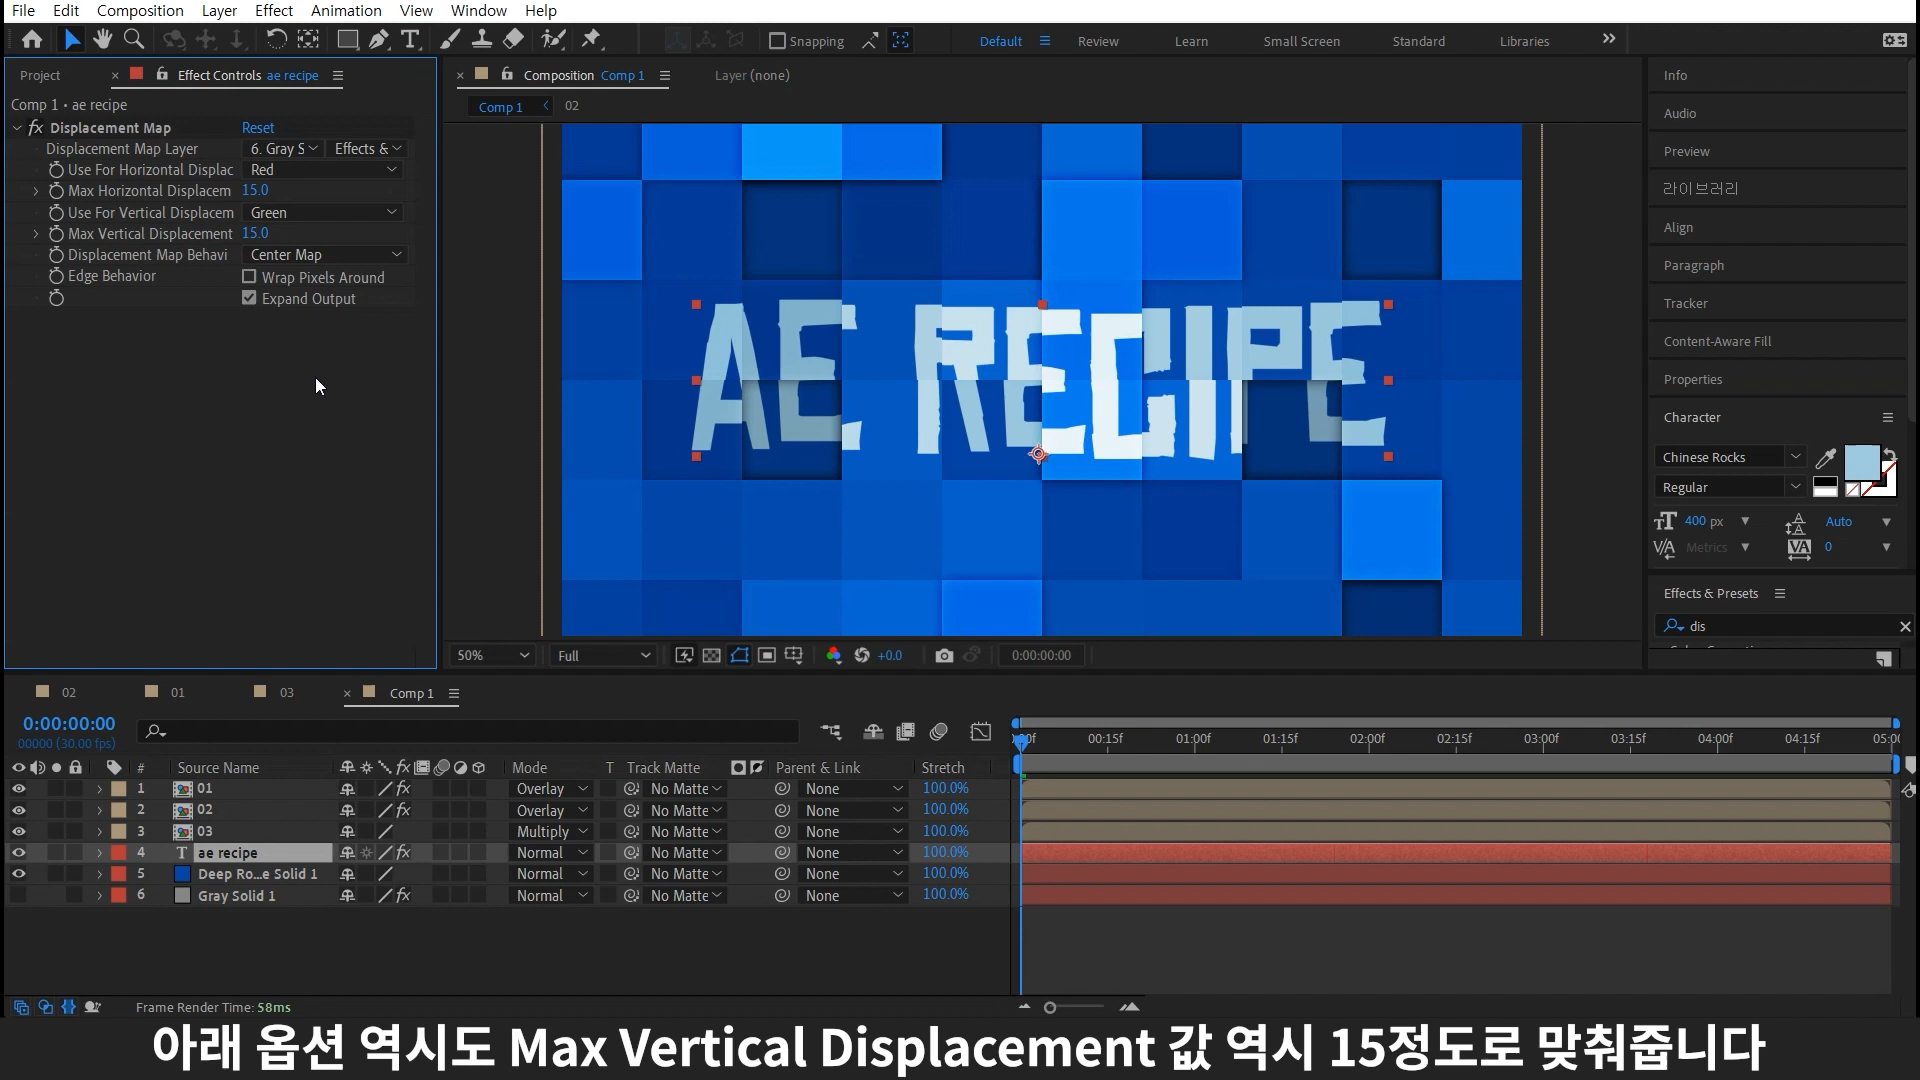 File Edit Composition Layer Effect Animation View Window Help
Snapping Default Review Learn Small Screen Standard Libraries
Project Effect Controls ae recipe
Comp 1 • ae recipe
fx Displacement Map Reset
Displacement Map Layer 6. Gray S Effects &
Use For Horizontal Displac Red
Max Horizontal Displacem 15.0
Use For Vertical Displacem Green
Max Vertical Displacement 15.0
Displacement Map Behavi Center Map
Edge Behavior Wrap Pixels Around
Expand Output
Composition Comp 1 Layer (none)
Comp 1 02
AE RECIPE
50% Full +0.0 0:00:00:00
Info
Audio
Preview
라이브러리
Align
Paragraph
Tracker
Content-Aware Fill
Properties
Character
Chinese Rocks
Regular
400 px Auto
Metrics 0
Effects & Presets
dis
02 01 03 Comp 1
0:00:00:00
00000 (30.00 fps)
00:15f 01:00f 01:15f 02:00f 02:15f 03:00f 03:15f 04:00f 04:15f
# Source Name Mode T Track Matte Parent & Link Stretch
1 01 fx Overlay No Matte None 100.0%
2 02 fx Overlay No Matte None 100.0%
3 03 Multiply No Matte None 100.0%
4 T ae recipe fx Normal No Matte None 100.0%
5 Deep Ro...e Solid 1 Normal No Matte None 100.0%
6 Gray Solid 1 fx Normal No Matte None 100.0%
Frame Render Time: 58ms
아래 옵션 역시도 Max Vertical Displacement 값 역시 15정도로 맞춰줍니다